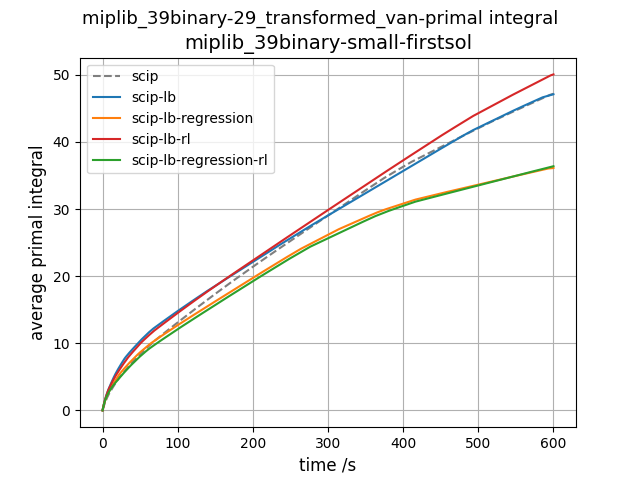 miplib_39binary-29_transformed_van-primal integral
miplib_39binary-small-firstsol
average primal integral
50
40
30
20
10
0
scip
scip-lb
scip-lb-regression
scip-lb-rl
scip-lb-regression-rl
0 100 200 300 400 500 600
time /s